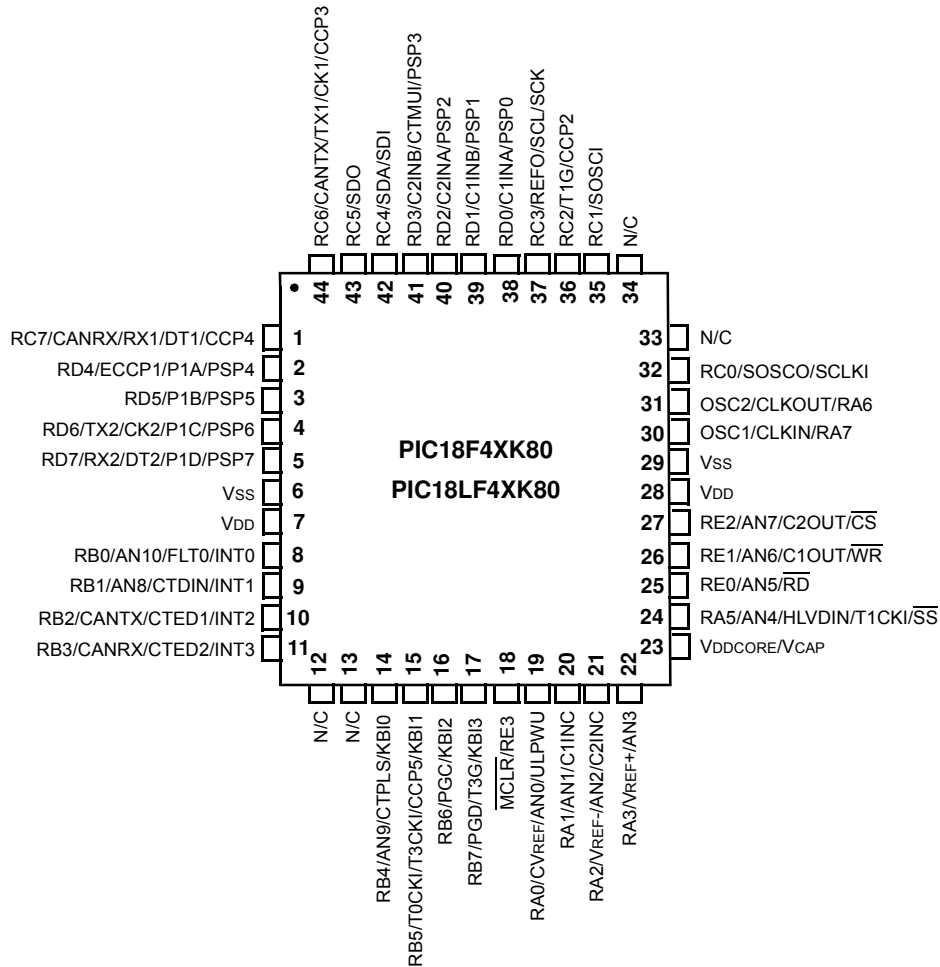 RC6/CANTX/TX1/CK1/CCP3
RC5/SDO
RC4/SDA/SDI
RD3/C2INB/CTMUI/PSP3
RD2/C2INA/PSP2
RD1/C1INB/PSP1
RD0/C1INA/PSP0
RC3/REFO/SCL/SCK
RC2/T1G/CCP2
RC1/SOSCI
N/C
44
43
42
41
40
39
38
37
36
35
34
RC7/CANRX/RX1/DT1/CCP4 1
RD4/ECCP1/P1A/PSP4 2
RD5/P1B/PSP5 3
RD6/TX2/CK2/P1C/PSP6 4
RD7/RX2/DT2/P1D/PSP7 5
VSS 6
VDD 7
RB0/AN10/FLT0/INT0 8
RB1/AN8/CTDIN/INT1 9
RB2/CANTX/CTED1/INT2 10
RB3/CANRX/CTED2/INT3 11
PIC18F4XK80
PIC18LF4XK80
33 N/C
32 RC0/SOSCO/SCLKI
31 OSC2/CLKOUT/RA6
30 OSC1/CLKIN/RA7
29 VSS
28 VDD
27 RE2/AN7/C2OUT/CS
26 RE1/AN6/C1OUT/WR
25 RE0/AN5/RD
24 RA5/AN4/HLVDIN/T1CKI/SS
23 VDDCORE/VCAP
12
13
14
15
16
17
18
19
20
21
22
N/C
N/C
RB4/AN9/CTPLS/KBI0
RB5/T0CKI/T3CKI/CCP5/KBI1
RB6/PGC/KBI2
RB7/PGD/T3G/KBI3
MCLR/RE3
RA0/CVREF/AN0/ULPWU
RA1/AN1/C1INC
RA2/VREF-/AN2/C2INC
RA3/VREF+/AN3